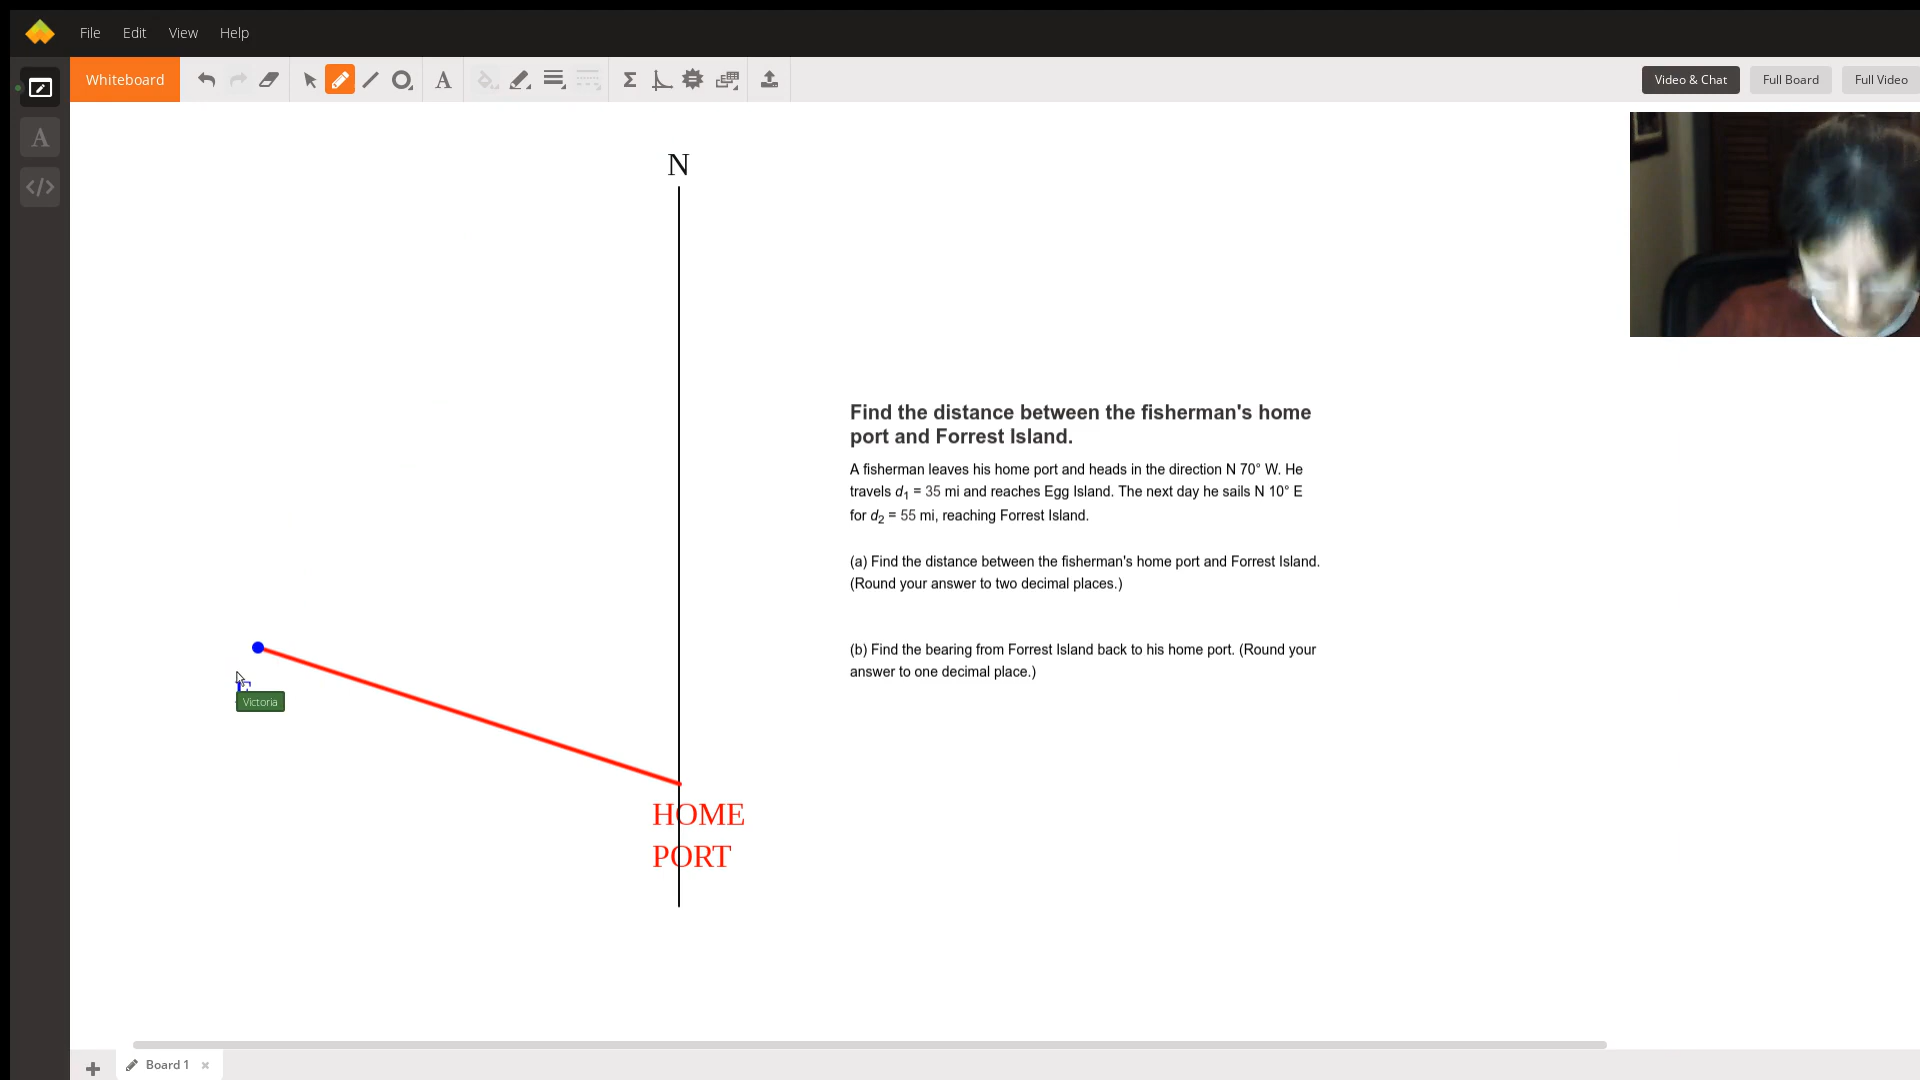 File Edit View Help
Whiteboard
Video & Chat Full Board Full Video
N
Find the distance between the fisherman's home
port and Forrest Island.
A fisherman leaves his home port and heads in the direction N 70° W. He
travels d1 = 35 mi and reaches Egg Island. The next day he sails N 10° E
for d2 = 55 mi, reaching Forrest Island.
(a) Find the distance between the fisherman's home port and Forrest Island.
(Round your answer to two decimal places.)
(b) Find the bearing from Forrest Island back to his home port. (Round your
answer to one decimal place.)
Victoria
HOME
PORT
Board 1